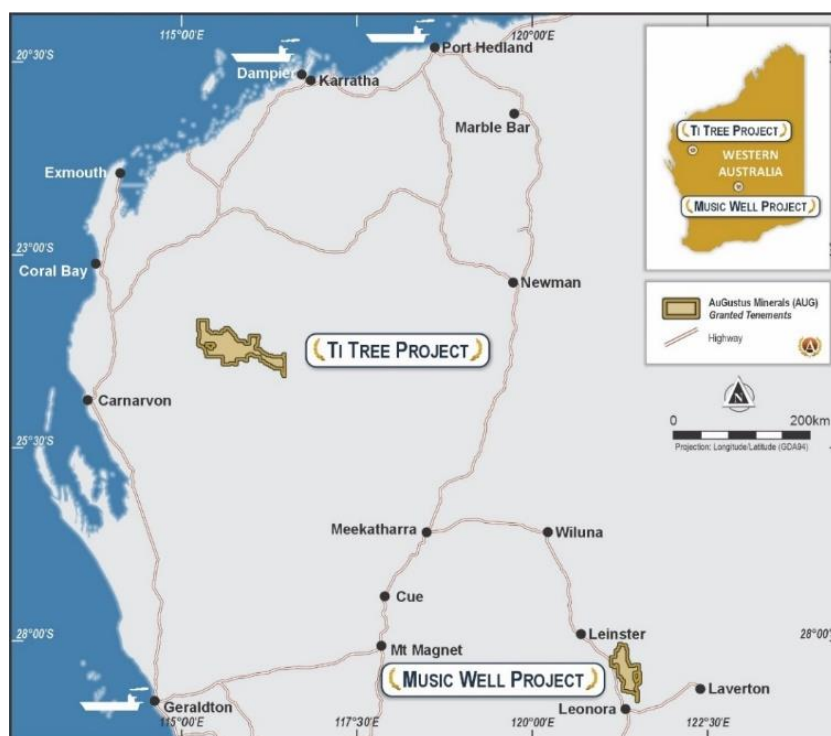 115°00'E
120°00'E
20°30'S
Port Hedland
Dampier
Karratha
Marble Bar
Exmouth
TI TREE PROJECT
WESTERN
AUSTRALIA
MUSIC WELL PROJECT
23°00'S
Coral Bay
Newman
AUGUSTUS MINERALS (AUG)
Granted Tenements
Highway
A
TI TREE PROJECT
N
Carnarvon
0 200km
Projection: Longitude/Latitude (GDA94)
25°30'S
Meekatharra
Wiluna
Cue
28°00'S
Leinster
28°00'S
Mt Magnet
MUSIC WELL PROJECT
Laverton
Geraldton
Leonora
115°00'E
117°30'E
120°00'E
122°30'E